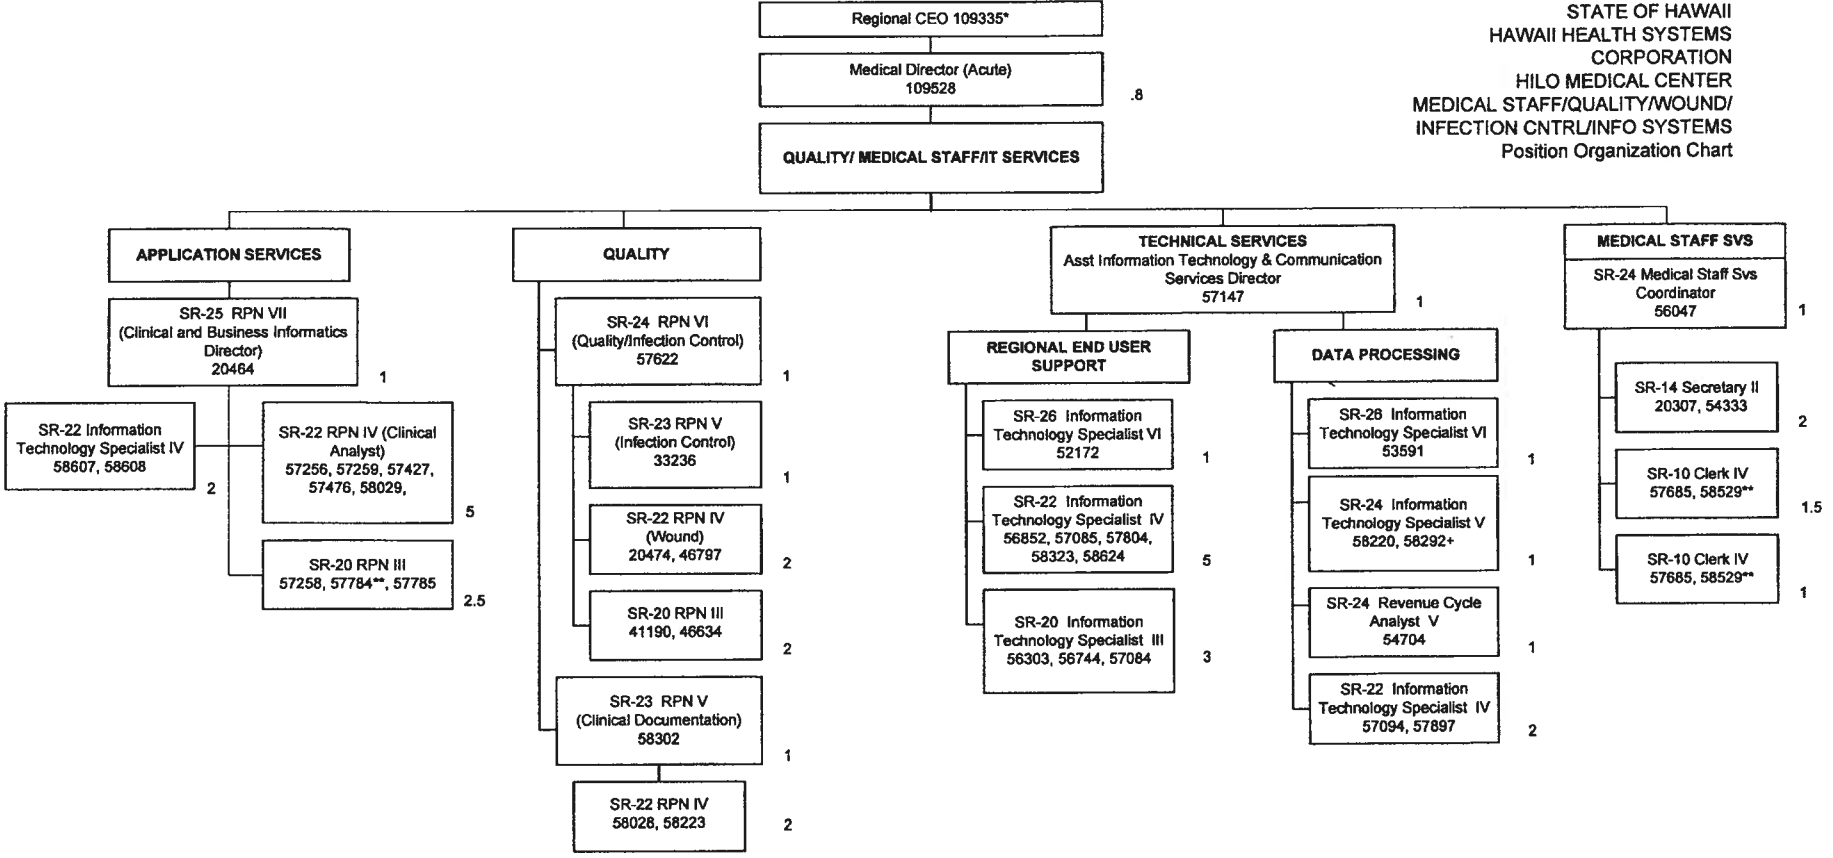 Regional CEO 109335*
Medical Director (Acute)
109528
.8
QUALITY/ MEDICAL STAFF/IT SERVICES
STATE OF HAWAII
HAWAII HEALTH SYSTEMS
CORPORATION
HILO MEDICAL CENTER
MEDICAL STAFF/QUALITY/WOUND/
INFECTION CNTRL/INFO SYSTEMS
Position Organization Chart
APPLICATION SERVICES
SR-25 RPN VII
(Clinical and Business Informatics
Director)
20464
1
SR-22 Information
Technology Specialist IV
58607, 58608
2
SR-22 RPN IV (Clinical
Analyst)
57256, 57259, 57427,
57476, 58029,
5
SR-20 RPN III
57258, 57784**, 57785
2.5
QUALITY
SR-24 RPN VI
(Quality/Infection Control)
57622
1
SR-23 RPN V
(Infection Control)
33236
1
SR-22 RPN IV
(Wound)
20474, 46797
2
SR-20 RPN III
41190, 46634
2
SR-23 RPN V
(Clinical Documentation)
58302
1
SR-22 RPN IV
58028, 58223
2
TECHNICAL SERVICES
Asst Information Technology & Communication
Services Director
57147
1
REGIONAL END USER
SUPPORT
SR-26 Information
Technology Specialist VI
52172
1
SR-22 Information
Technology Specialist IV
56852, 57085, 57804,
58323, 58624
5
SR-20 Information
Technology Specialist III
56303, 56744, 57084
3
DATA PROCESSING
SR-26 Information
Technology Specialist VI
53591
1
SR-24 Information
Technology Specialist V
58220, 58292+
1
SR-24 Revenue Cycle
Analyst V
54704
1
SR-22 Information
Technology Specialist IV
57094, 57897
2
MEDICAL STAFF SVS
SR-24 Medical Staff Svs
Coordinator
56047
1
SR-14 Secretary II
20307, 54333
2
SR-10 Clerk IV
57685, 58529**
1.5
SR-10 Clerk IV
57685, 58529**
1